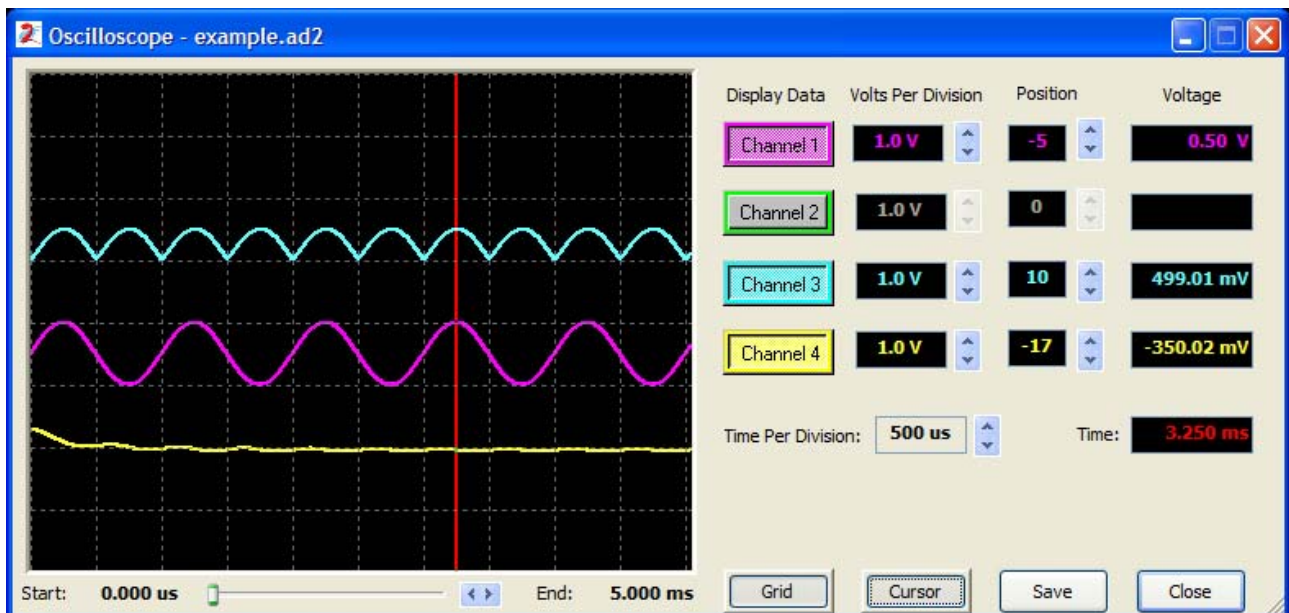 Oscilloscope - example.ad2
Display Data Volts Per Division Position Voltage
Channel 1 1.0 V -5 0.50 V
Channel 2 1.0 V 0
Channel 3 1.0 V 10 499.01 mV
Channel 4 1.0 V -17 -350.02 mV
Time Per Division: 500 us Time: 3.250 ms
Start: 0.000 us End: 5.000 ms Grid Cursor Save Close